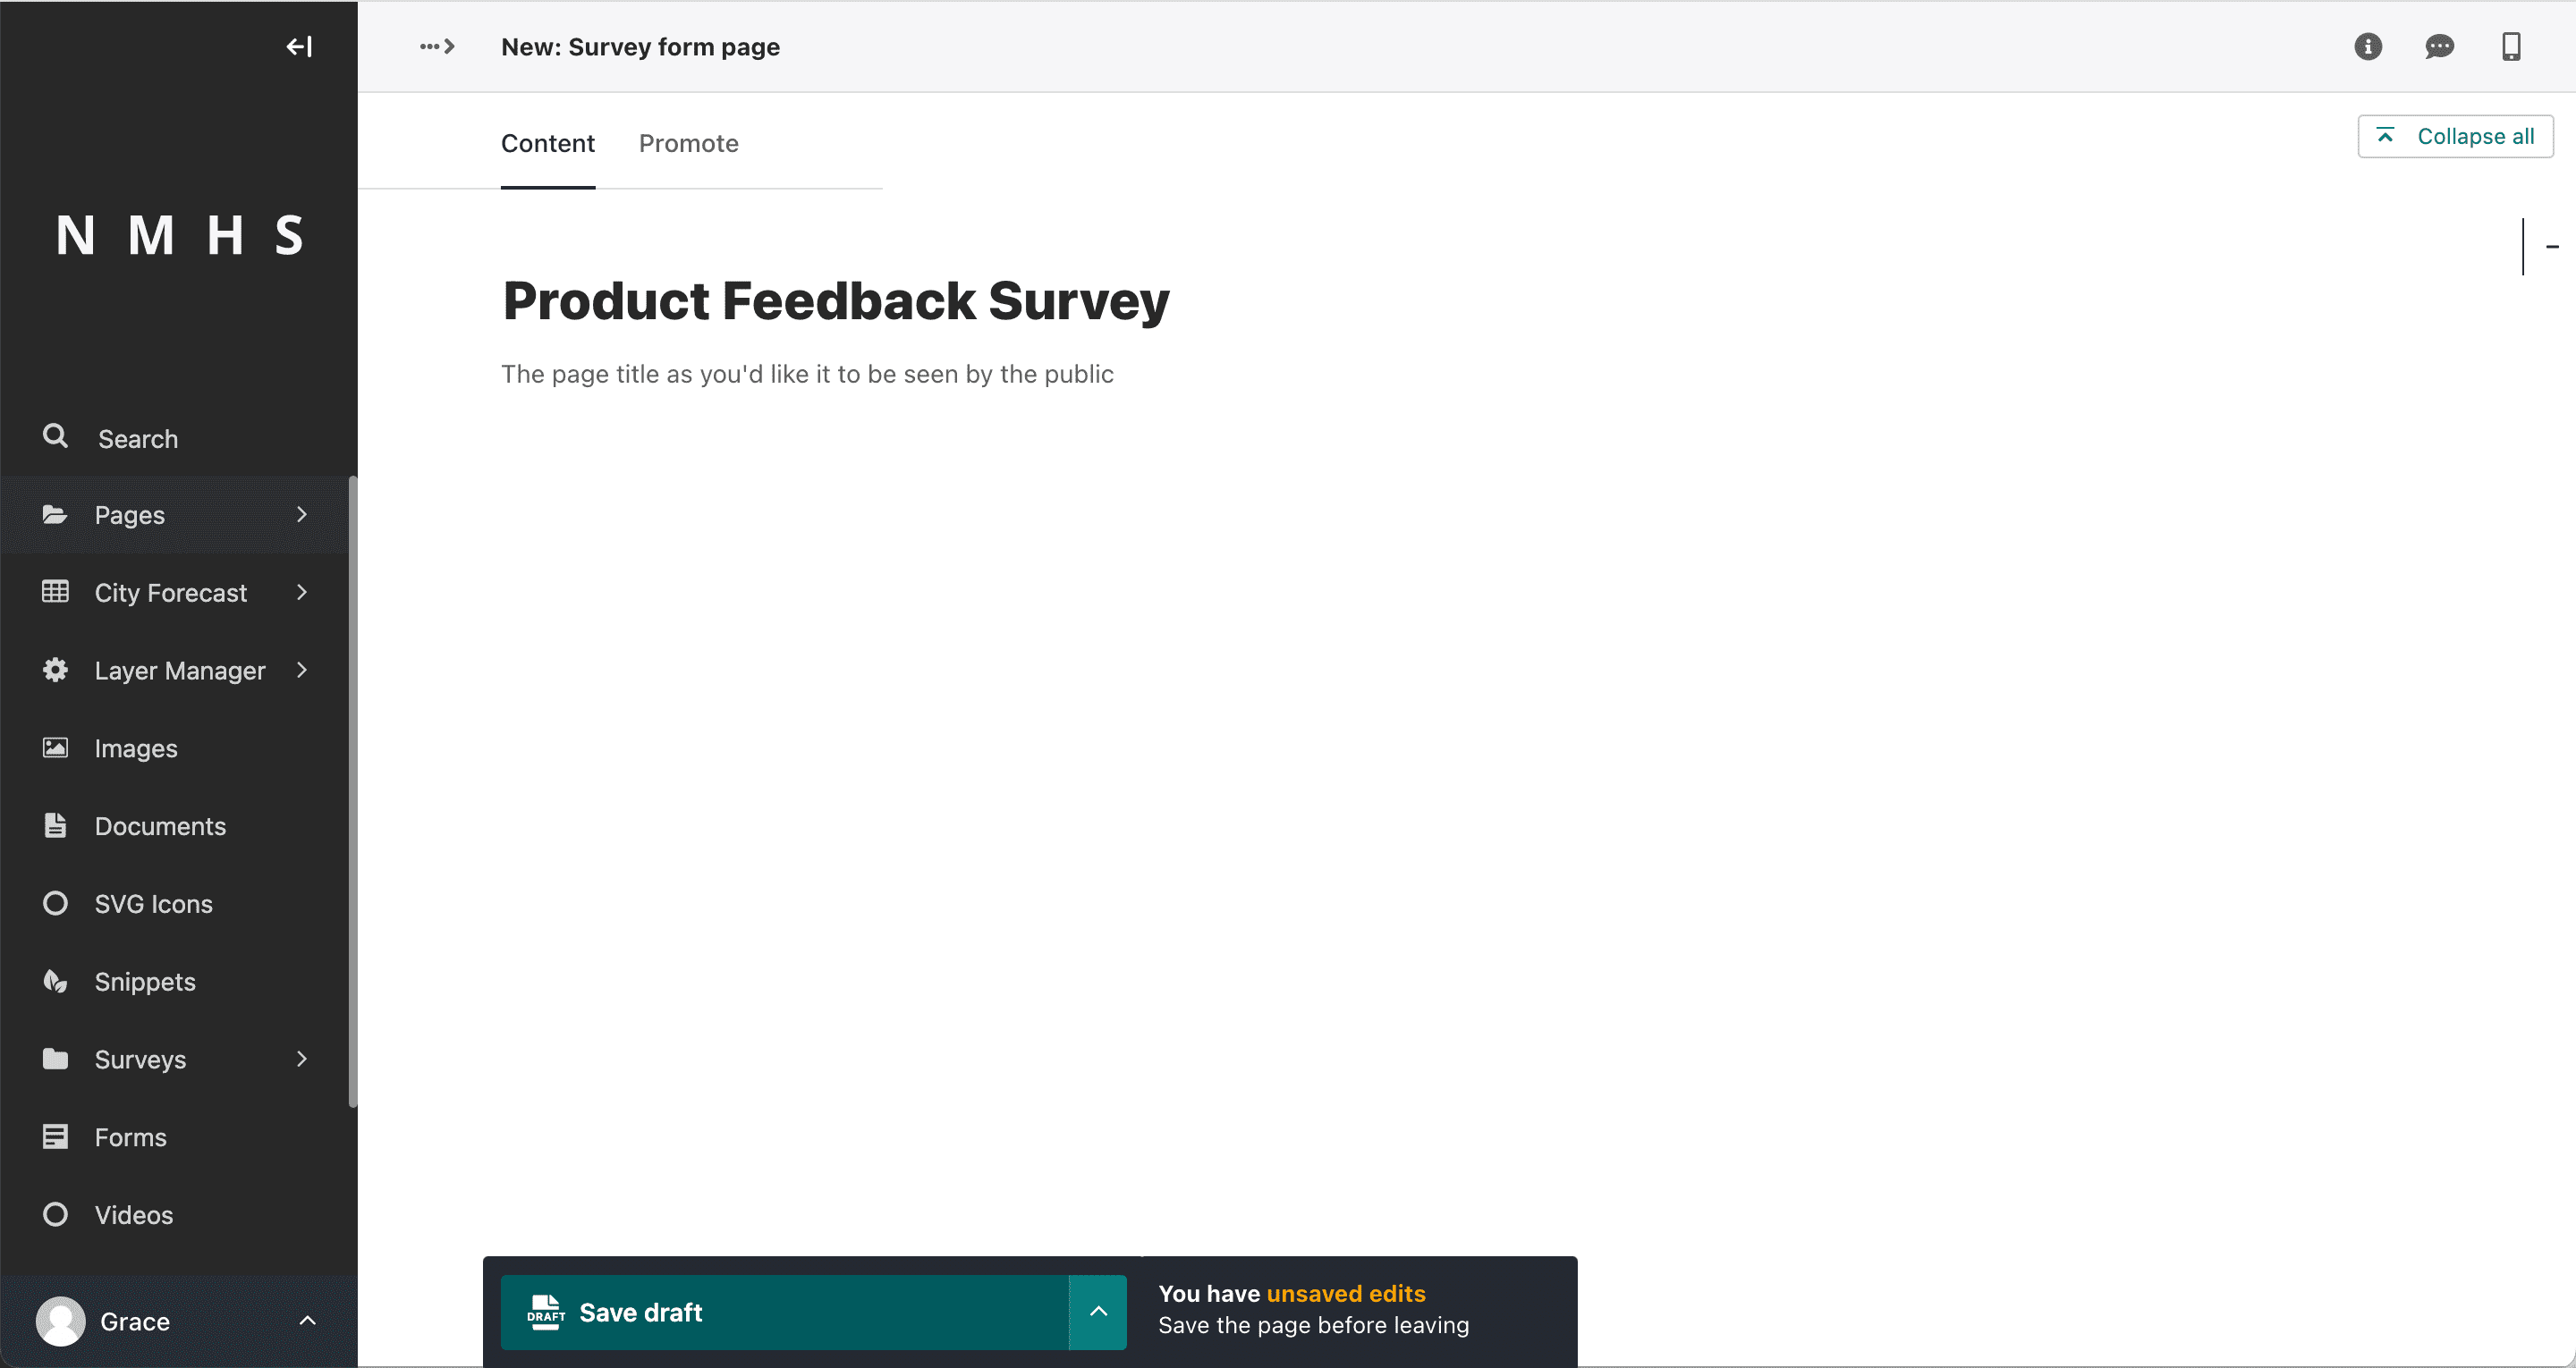 New: Survey form page
Content Promote
Collapse all
N M H S
Product Feedback Survey
The page title as you'd like it to be seen by the public
Search
Pages
City Forecast
Layer Manager
Images
Documents
SVG Icons
Snippets
Surveys
Forms
Videos
Grace
DRAFT Save draft
You have unsaved edits
Save the page before leaving